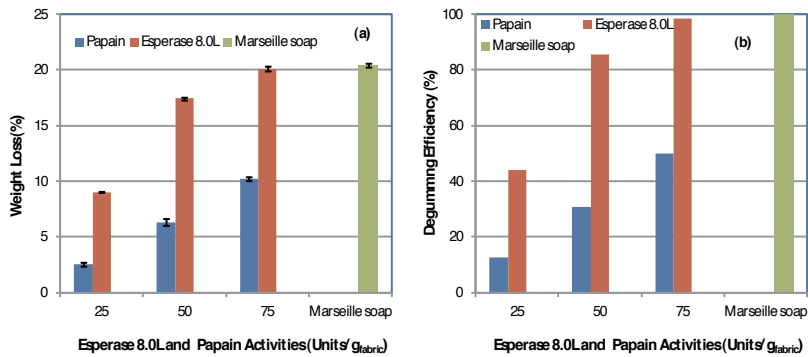 25
20
15
10
5
0
Weight Loss(%)
Papain
Esperase 8.0L
Marseille soap
(a)
25
50
75
Marseille soap
Esperase 8.0Land Papain Activities(Units/ gfabric)
100
80
60
40
20
0
Degummng Efficiency (%)
Papain
Esperase 8.0L
Marseille soap
(b)
25
50
75
Marseille soap
Esperase 8.0Land Papain Activities(Units/ gfabric)